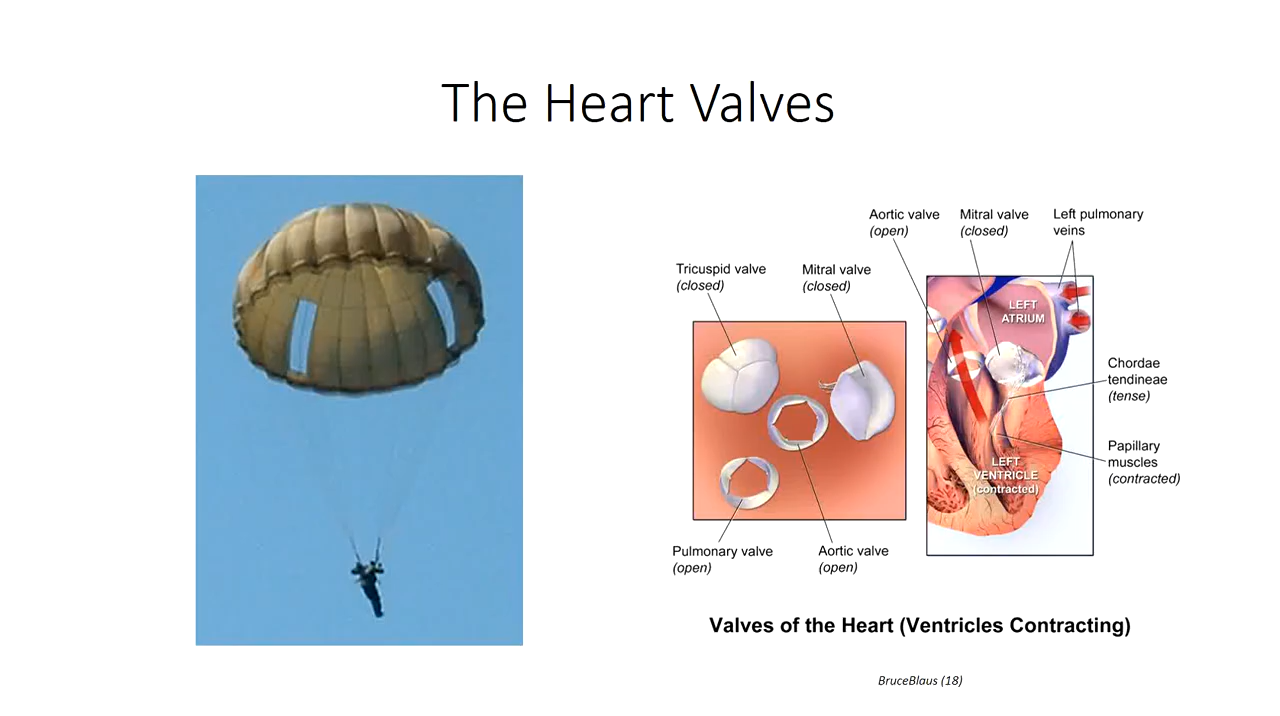 The Heart Valves
Aortic valve
(open)
Mitral valve
(closed)
Left pulmonary
veins
Tricuspid valve
(closed)
Mitral valve
(closed)
LEFT
ATRIUM
Chordae
tendineae
(tense)
Papillary
muscles
(contracted)
LEFT
VENTRICLE
(contracted)
Pulmonary valve
(open)
Aortic valve
(open)
Valves of the Heart (Ventricles Contracting)
BruceBlaus (18)